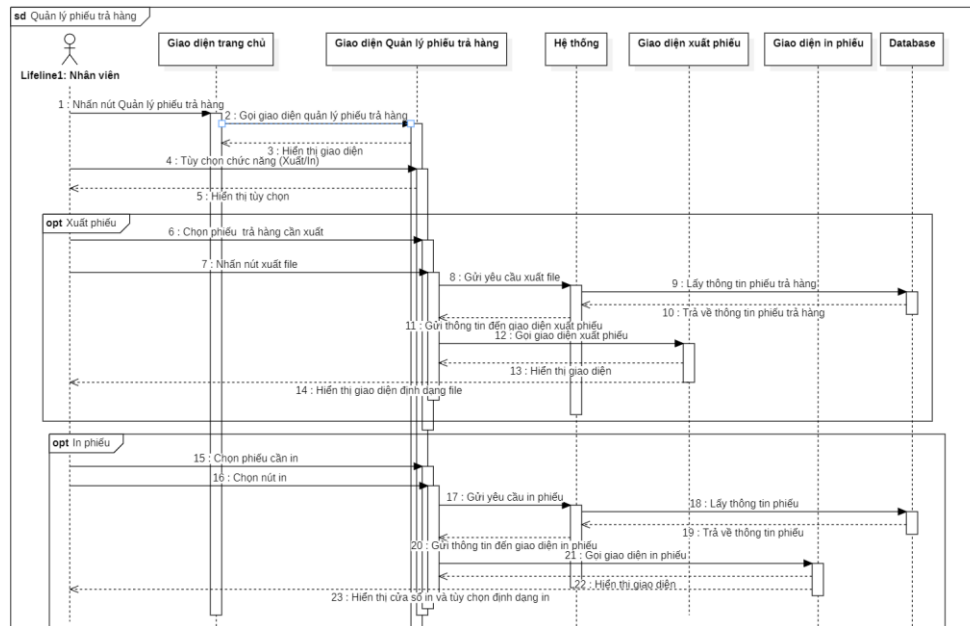 sd Quản lý phiếu trả hàng
Giao diện trang chủ
Giao diện Quản lý phiếu trả hàng
Hệ thống
Giao diện xuất phiếu
Giao diện in phiếu
Database
Lifeline1: Nhân viên
1 : Nhấn nút Quản lý phiếu trả hàng
2 : Gọi giao diện quản lý phiếu trả hàng
3 : Hiển thị giao diện
4 : Tùy chọn chức năng (Xuất/In)
5 : Hiển thị tùy chọn
opt Xuất phiếu
6 : Chọn phiếu trả hàng cần xuất
7 : Nhấn nút xuất file
8 : Gửi yêu cầu xuất file
9 : Lấy thông tin phiếu trả hàng
10 : Trả về thông tin phiếu trả hàng
11 : Gửi thông tin đến giao diện xuất phiếu
12 : Gọi giao diện xuất phiếu
13 : Hiển thị giao diện
14 : Hiển thị giao diện định dạng file
opt In phiếu
15 : Chọn phiếu cần in
16 : Chọn nút in
17 : Gửi yêu cầu in phiếu
18 : Lấy thông tin phiếu
19 : Trả về thông tin phiếu
20 : Gửi thông tin đến giao diện in phiếu
21 : Gọi giao diện in phiếu
22 : Hiển thị giao diện
23 : Hiển thị cửa sổ in và tùy chọn định dạng in